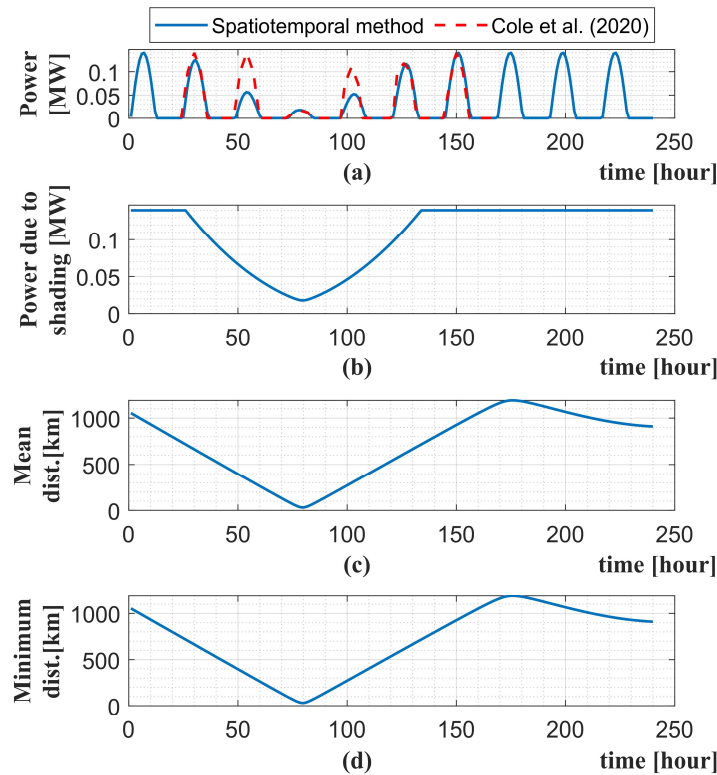 Spatiotemporal method Cole et al. (2020)
Power
[MW]
0.1
0.05
0
0 50 100 150 200 250
(a)
time [hour]
Power due to
shading [MW]
0.1
0.05
0
0 50 100 150 200 250
(b)
time [hour]
Mean
dist.[km]
1000
500
0
0 50 100 150 200 250
(c)
time [hour]
Minimum
dist.[km]
1000
500
0
0 50 100 150 200 250
(d)
time [hour]